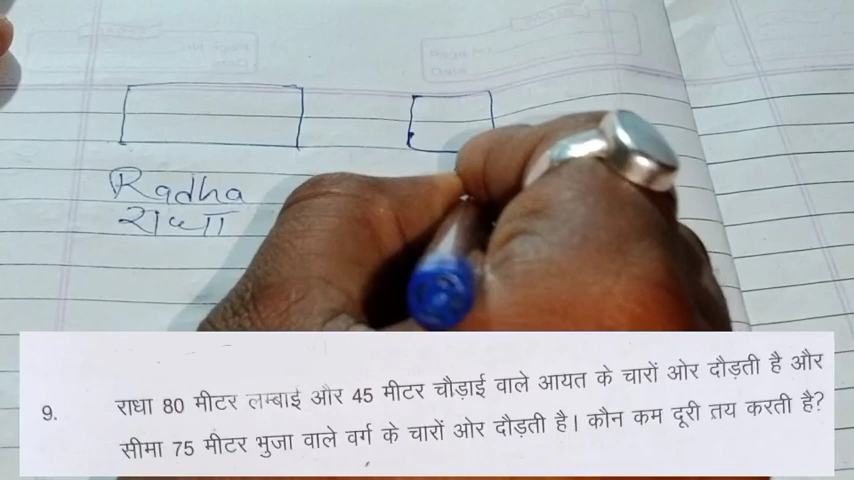 Radha
राधा
9. राधा 80 मीटर लम्बाई और 45 मीटर चौड़ाई वाले आयत के चारों ओर दौड़ती है और
सीमा 75 मीटर भुजा वाले वर्ग के चारों ओर दौड़ती है। कौन कम दूरी तय करती है?